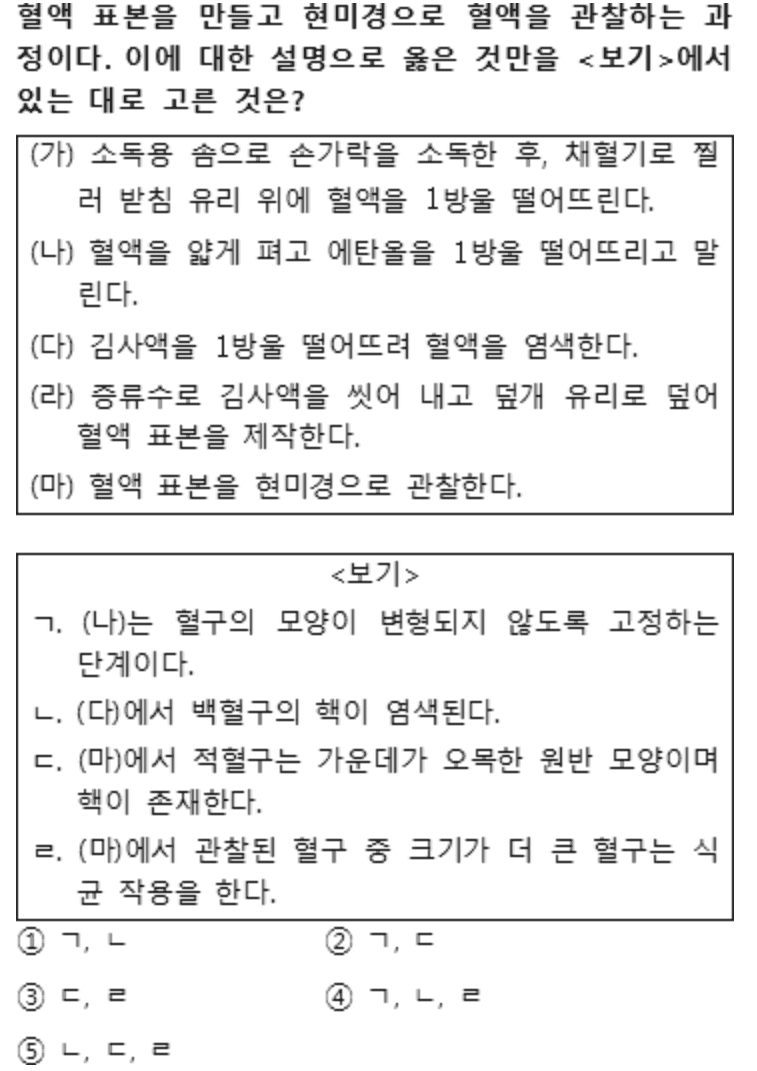 혈액 표본을 만들고 현미경으로 혈액을 관찰하는 과
정이다. 이에 대한 설명으로 옳은 것만을 <보기>에서
있는 대로 고른 것은?
(가) 소독용 솜으로 손가락을 소독한 후, 채혈기로 찔
러 받침 유리 위에 혈액을 1방울 떨어뜨린다.
(나) 혈액을 얇게 펴고 에탄올을 1방울 떨어뜨리고 말
린다.
(다) 김사액을 1방울 떨어뜨려 혈액을 염색한다.
(라) 증류수로 김사액을 씻어 내고 덮개 유리로 덮어
혈액 표본을 제작한다.
(마) 혈액 표본을 현미경으로 관찰한다.
<보기>
ㄱ. (나)는 혈구의 모양이 변형되지 않도록 고정하는
단계이다.
ㄴ. (다)에서 백혈구의 핵이 염색된다.
ㄷ. (마)에서 적혈구는 가운데가 오목한 원반 모양이며
핵이 존재한다.
ㄹ. (마)에서 관찰된 혈구 중 크기가 더 큰 혈구는 식
균 작용을 한다.
① ㄱ, ㄴ ② ㄱ, ㄷ
③ ㄷ, ㄹ ④ ㄱ, ㄴ, ㄹ
⑤ ㄴ, ㄷ, ㄹ